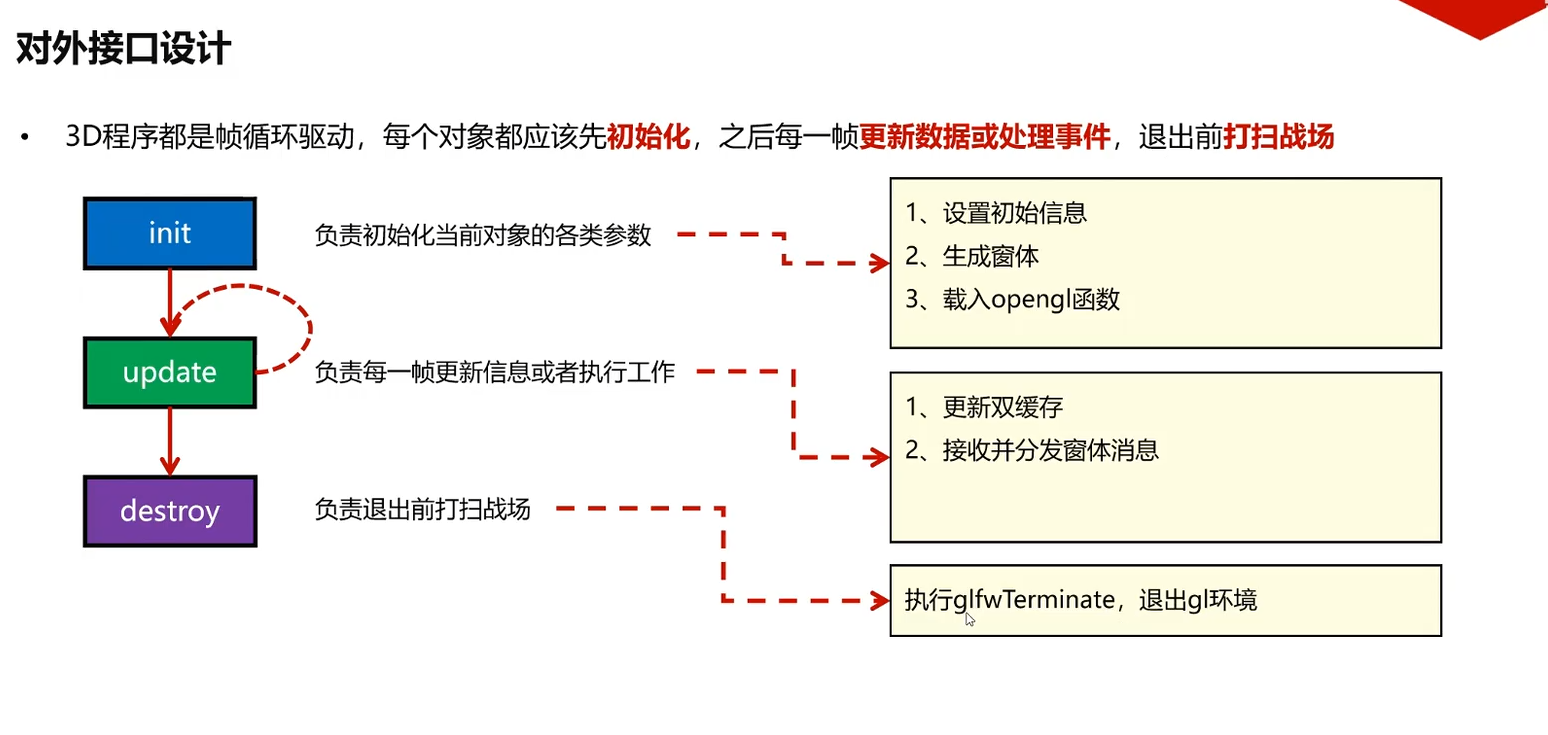 对外接口设计
• 3D程序都是帧循环驱动，每个对象都应该先初始化，之后每一帧更新数据或处理事件，退出前打扫战场
init
负责初始化当前对象的各类参数
1、设置初始信息
2、生成窗体
3、载入opengl函数
update
负责每一帧更新信息或者执行工作
1、更新双缓存
2、接收并分发窗体消息
destroy
负责退出前打扫战场
执行glfwTerminate，退出gl环境